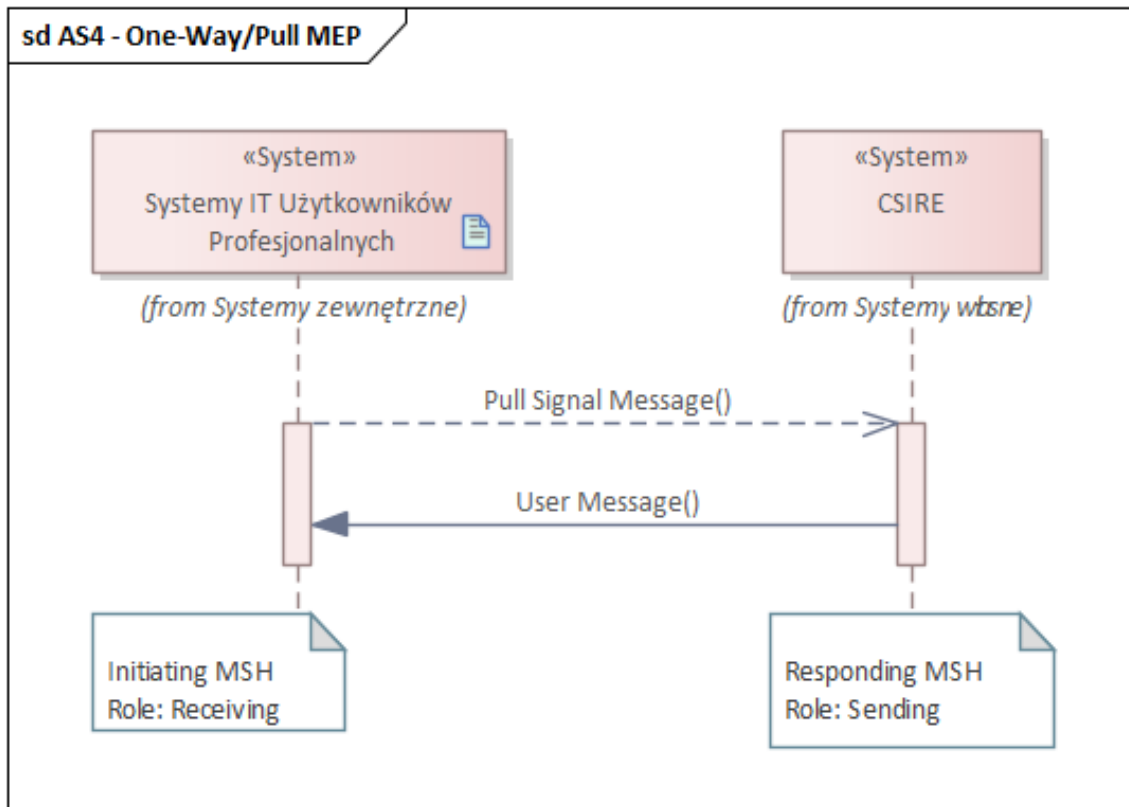 sd AS4 - One-Way/Pull MEP
«System»
Systemy IT Użytkowników
Profesjonalnych
(from Systemy zewnętrzne)
«System»
CSIRE
(from Systemy własne)
Pull Signal Message()
User Message()
Initiating MSH
Role: Receiving
Responding MSH
Role: Sending